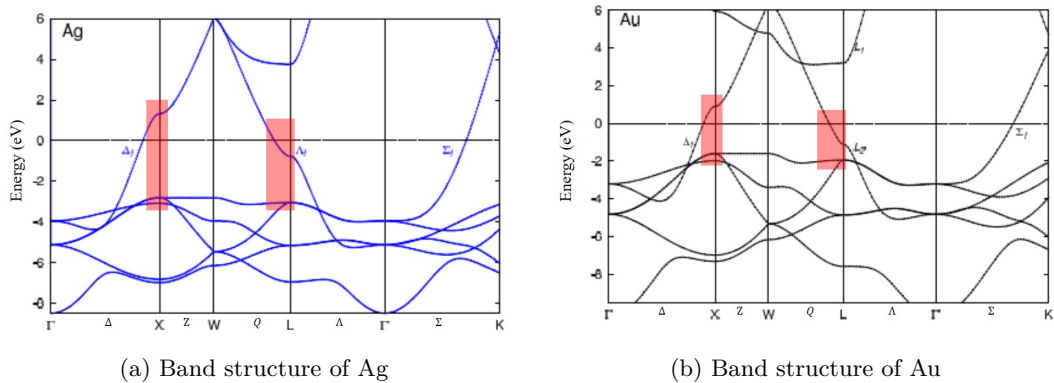 Ag
Energy (eV)
6
4
2
0
-2
-4
-6
-8
Δ₁
Λ₁
Σ₁
Γ Δ X Z W Q L Λ Γ Σ K
(a) Band structure of Ag
Au
Energy (eV)
6
4
2
0
-2
-4
-6
-8
L₁
Δ₁
L₂'
Σ₁
Γ Δ X Z W Q L Λ Γ Σ K
(b) Band structure of Au